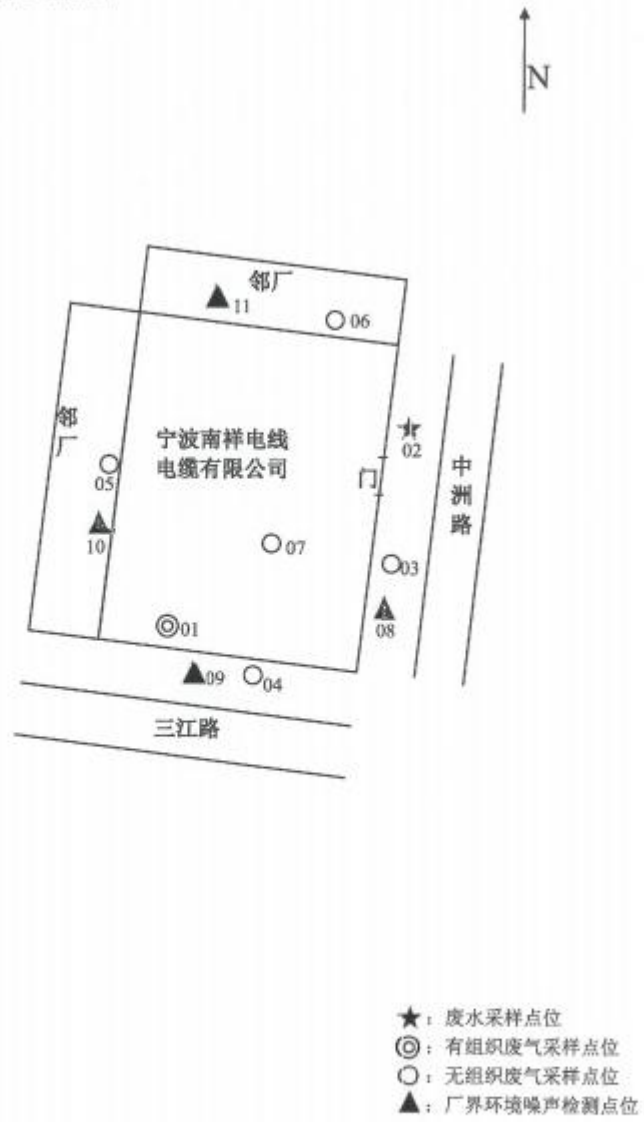 N
邻厂
11
06
邻厂
宁波南祥电线
电缆有限公司
02
中洲路
门
05
10
07
03
08
01
09
04
三江路
★：废水采样点位
◎：有组织废气采样点位
○：无组织废气采样点位
▲：厂界环境噪声检测点位